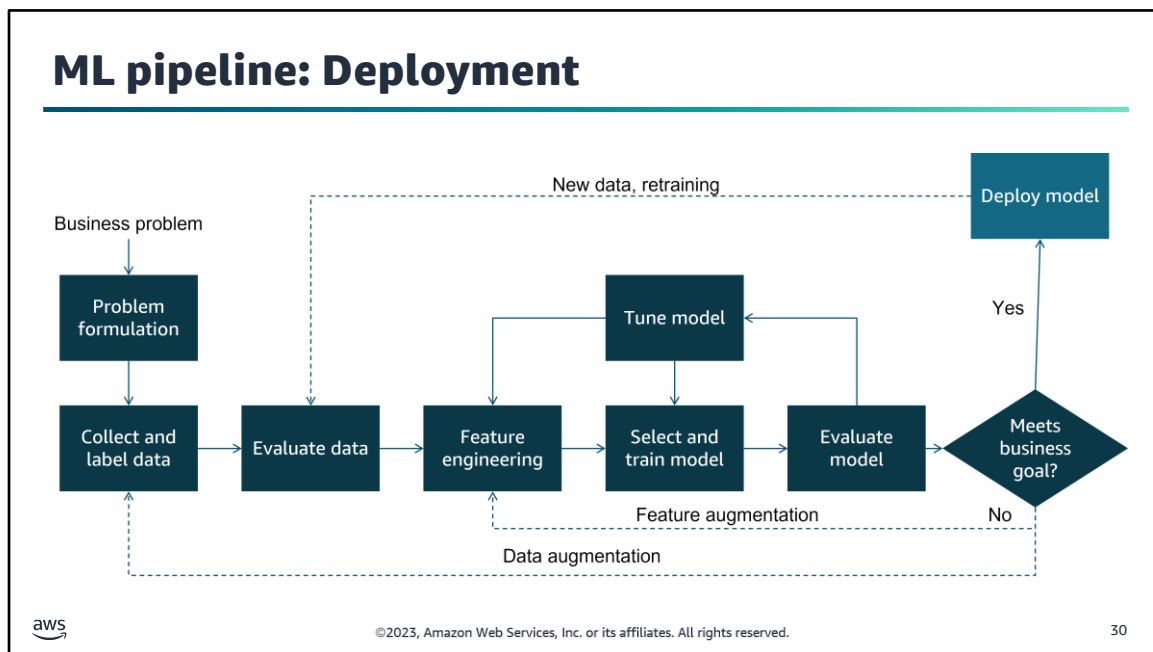 ML pipeline: Deployment
New data, retraining
Deploy model
Business problem
Problem
formulation
Tune model
Yes
Collect and
label data
Evaluate data
Feature
engineering
Select and
train model
Evaluate
model
Meets
business
goal?
Feature augmentation
No
Data augmentation
aws
©2023, Amazon Web Services, Inc. or its affiliates. All rights reserved.
30